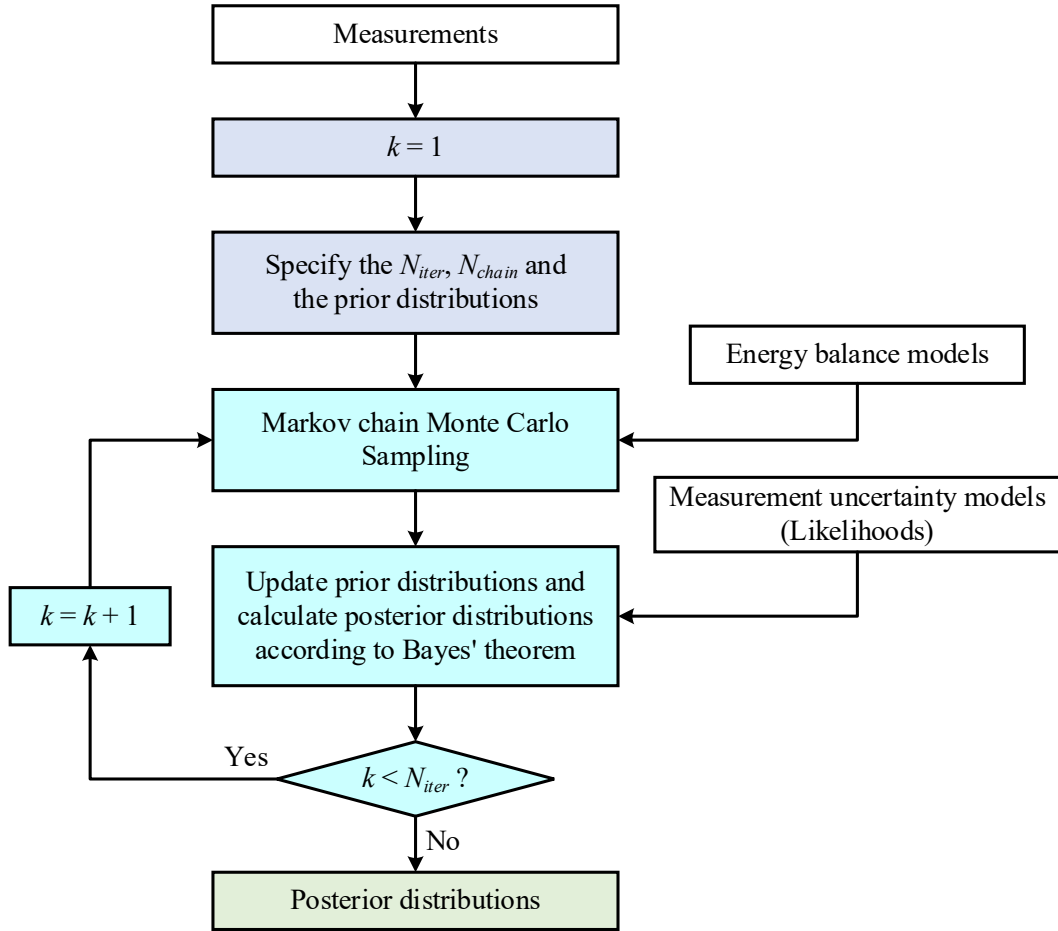 Measurements
k = 1
Specify the N_iter, N_chain and
the prior distributions
Energy balance models
Markov chain Monte Carlo
Sampling
Measurement uncertainty models
(Likelihoods)
Update prior distributions and
calculate posterior distributions
according to Bayes' theorem
k = k + 1
Yes
k < N_iter ?
No
Posterior distributions